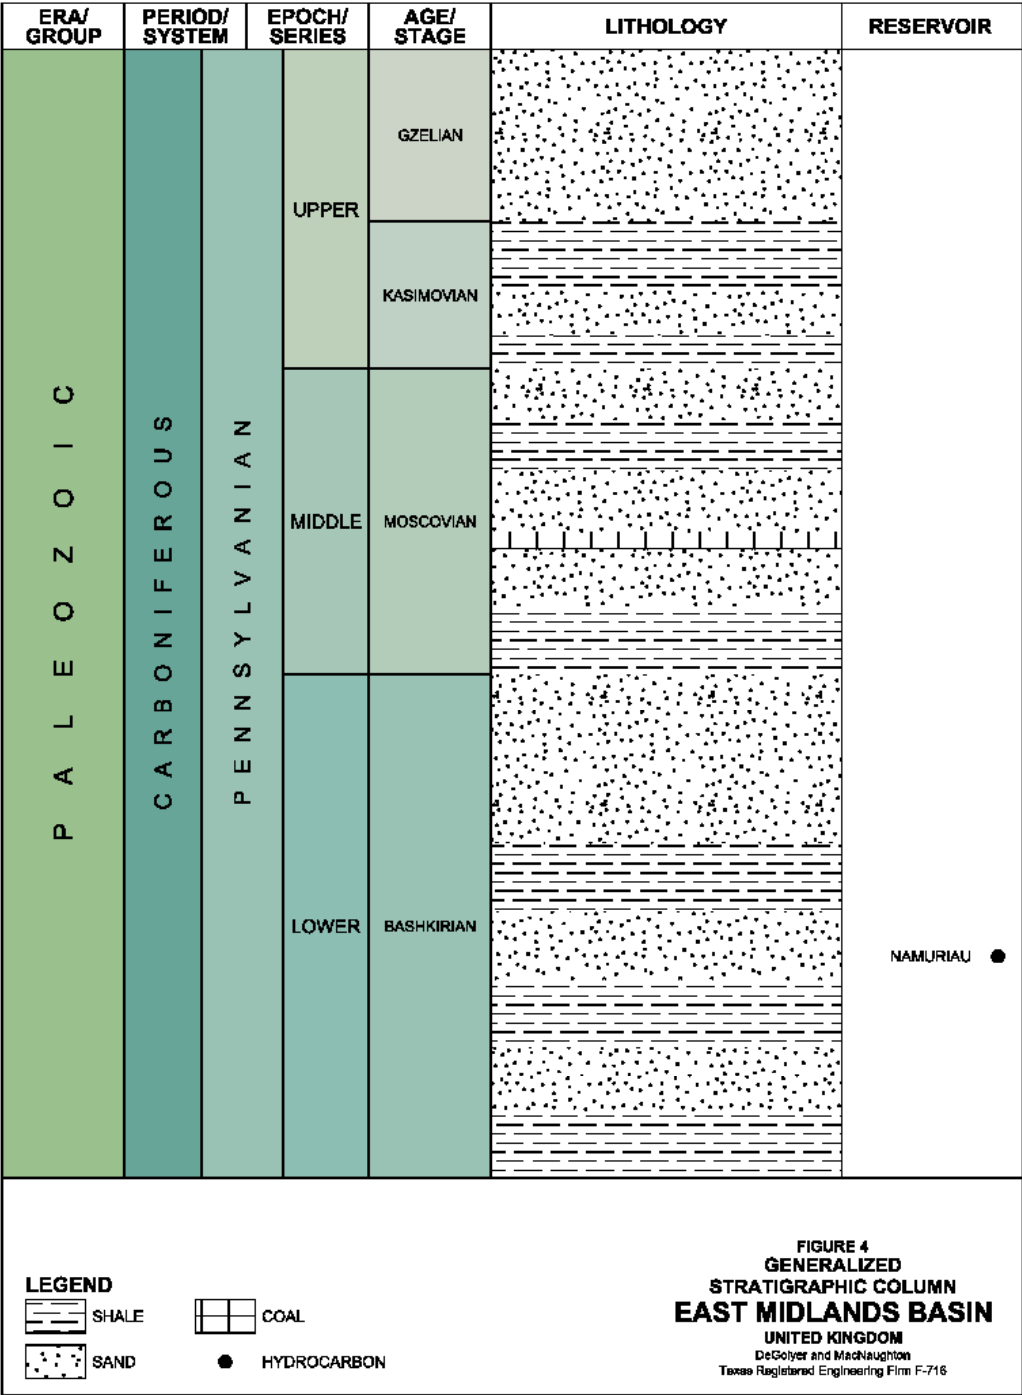 ERA/
GROUP
PERIOD/
SYSTEM
EPOCH/
SERIES
AGE/
STAGE
LITHOLOGY
RESERVOIR
PALEOZOIC
CARBONIFEROUS
PENNSYLVANIAN
UPPER
GZELIAN
KASIMOVIAN
MIDDLE
MOSCOVIAN
LOWER
BASHKIRIAN
NAMURIAU
LEGEND
SHALE
COAL
SAND
HYDROCARBON
FIGURE 4
GENERALIZED
STRATIGRAPHIC COLUMN
EAST MIDLANDS BASIN
UNITED KINGDOM
DeGolyer and MacNaughton
Texas Registered Engineering Firm F-716